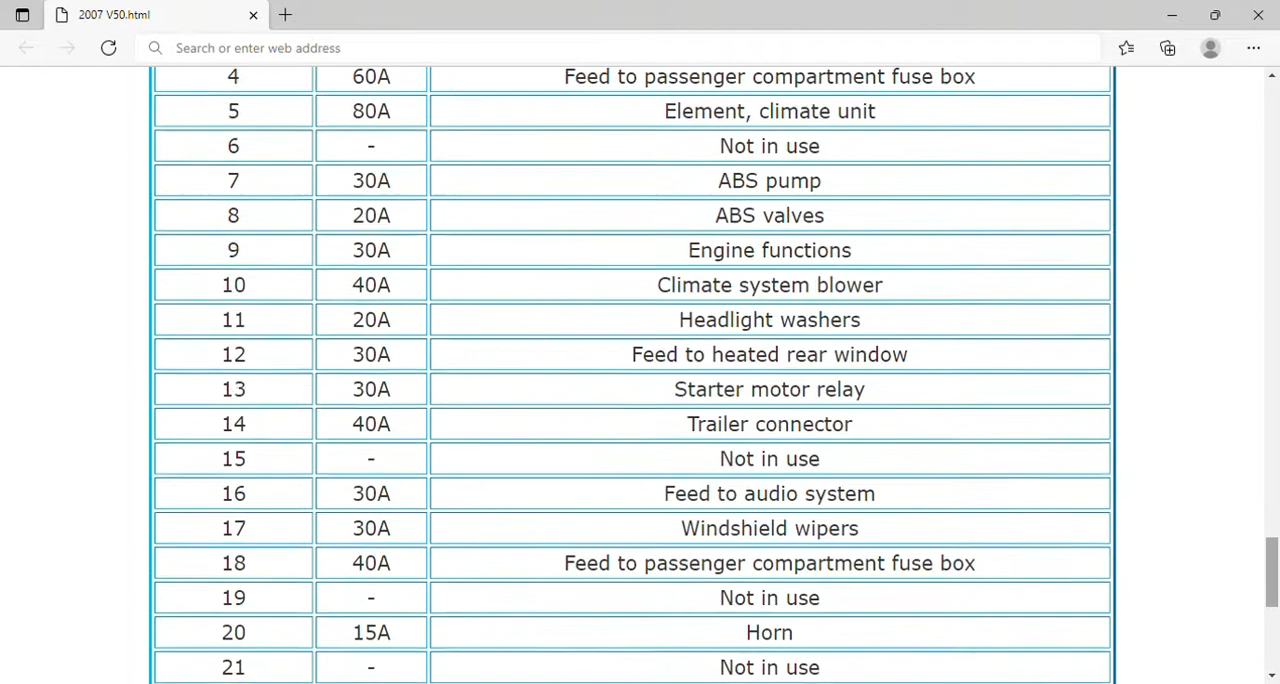 2007 V50.html
Search or enter web address
4 60A Feed to passenger compartment fuse box
5 80A Element, climate unit
6 - Not in use
7 30A ABS pump
8 20A ABS valves
9 30A Engine functions
10 40A Climate system blower
11 20A Headlight washers
12 30A Feed to heated rear window
13 30A Starter motor relay
14 40A Trailer connector
15 - Not in use
16 30A Feed to audio system
17 30A Windshield wipers
18 40A Feed to passenger compartment fuse box
19 - Not in use
20 15A Horn
21 - Not in use